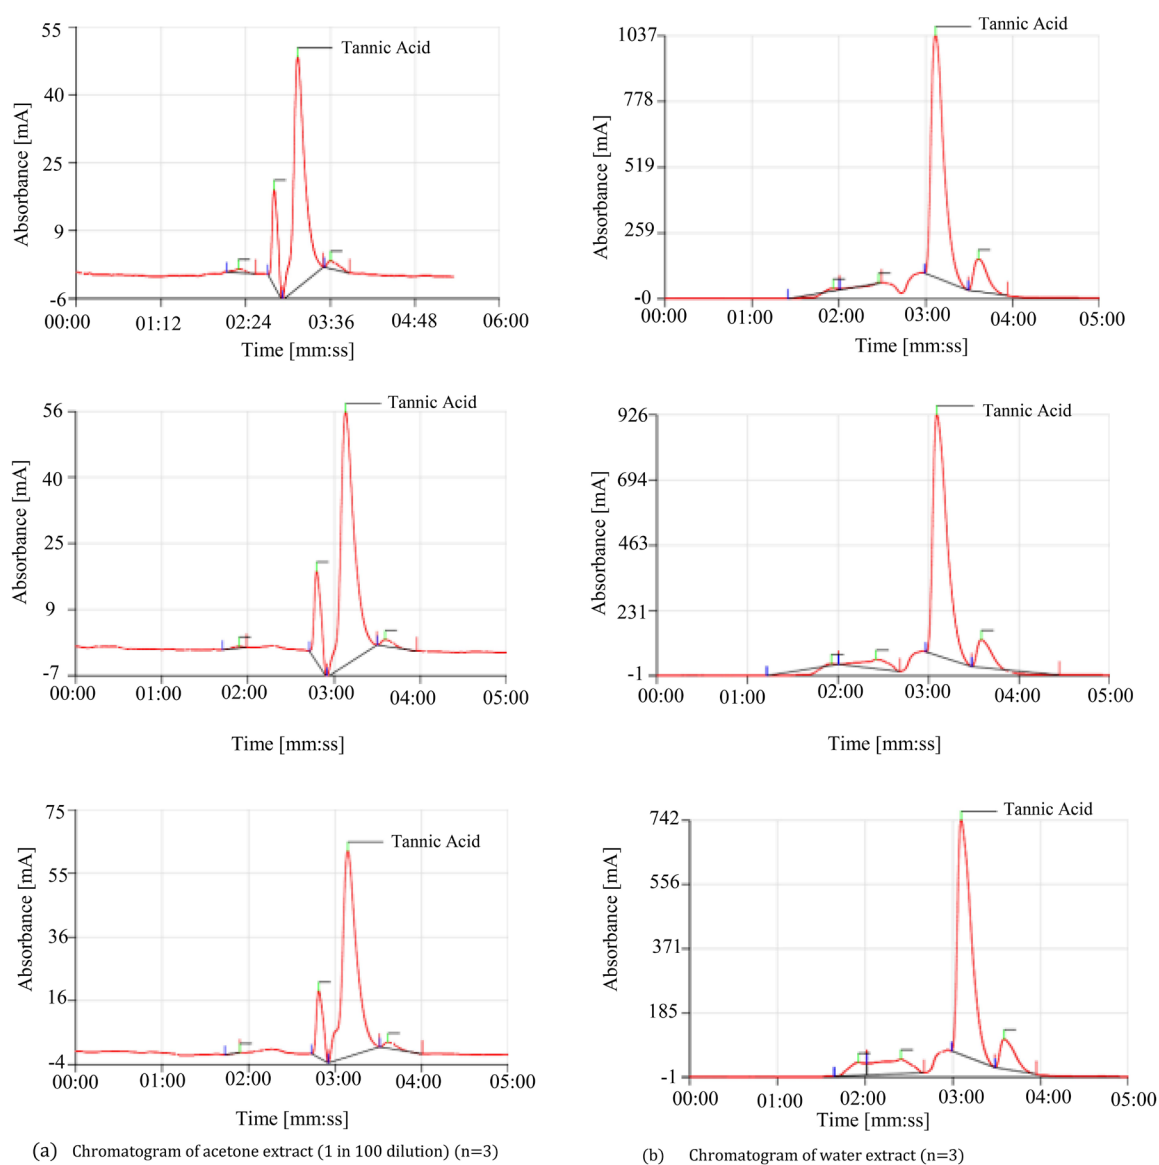 55
Tannic Acid
40
25
9
-6
Absorbance [mA]
00:00 01:12 02:24 03:36 04:48 06:00
Time [mm:ss]
1037
Tannic Acid
778
519
259
-0
Absorbance [mA]
00:00 01:00 02:00 03:00 04:00 05:00
Time [mm:ss]
56
Tannic Acid
40
25
9
-7
Absorbance [mA]
00:00 01:00 02:00 03:00 04:00 05:00
Time [mm:ss]
926
Tannic Acid
694
463
231
-1
Absorbance [mA]
00:00 01:00 02:00 03:00 04:00 05:00
Time [mm:ss]
75
Tannic Acid
55
36
16
-4
Absorbance [mA]
00:00 01:00 02:00 03:00 04:00 05:00
Time [mm:ss]
742
Tannic Acid
556
371
185
-1
Absorbance [mA]
00:00 01:00 02:00 03:00 04:00 05:00
Time [mm:ss]
(a) Chromatogram of acetone extract (1 in 100 dilution) (n=3)
(b) Chromatogram of water extract (n=3)